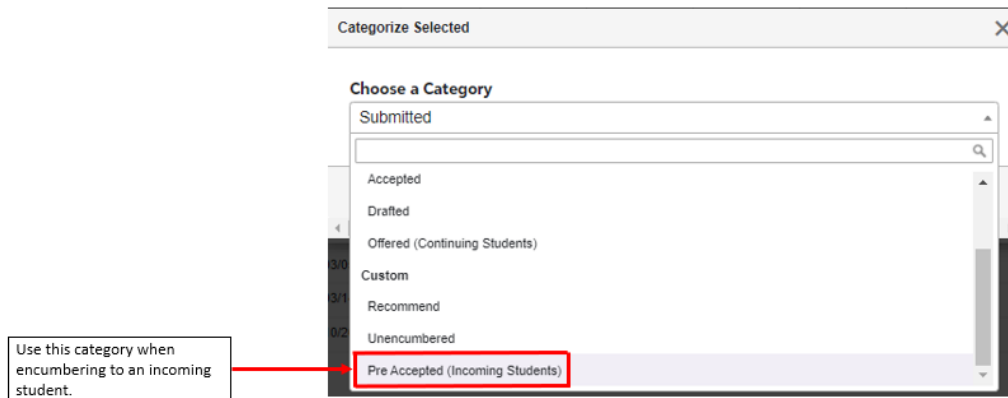 Categorize Selected
Choose a Category
Submitted
Accepted
Drafted
Offered (Continuing Students)
Custom
Recommend
Unencumbered
Pre Accepted (Incoming Students)
Use this category when
encumbering to an incoming
student.